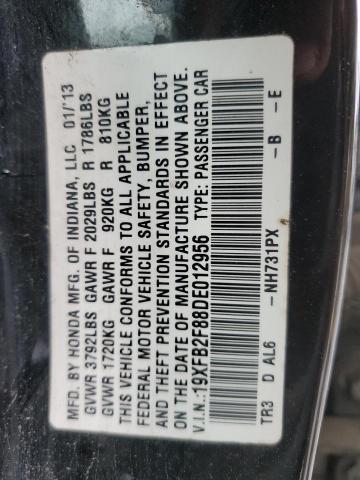 MFD. BY HONDA MFG. OF INDIANA, LLC 01/'13
GVWR 3792LBS GAWR F 2029LBS R 1786LBS
GVWR 1720KG GAWR F 920KG R 810KG
THIS VEHICLE CONFORMS TO ALL APPLICABLE
FEDERAL MOTOR VEHICLE SAFETY, BUMPER,
AND THEFT PREVENTION STANDARDS IN EFFECT
ON THE DATE OF MANUFACTURE SHOWN ABOVE.
V.I.N.:19XFB2F88DE012956 TYPE: PASSENGER CAR
TR3 D AL6 -NH731PX -B -E